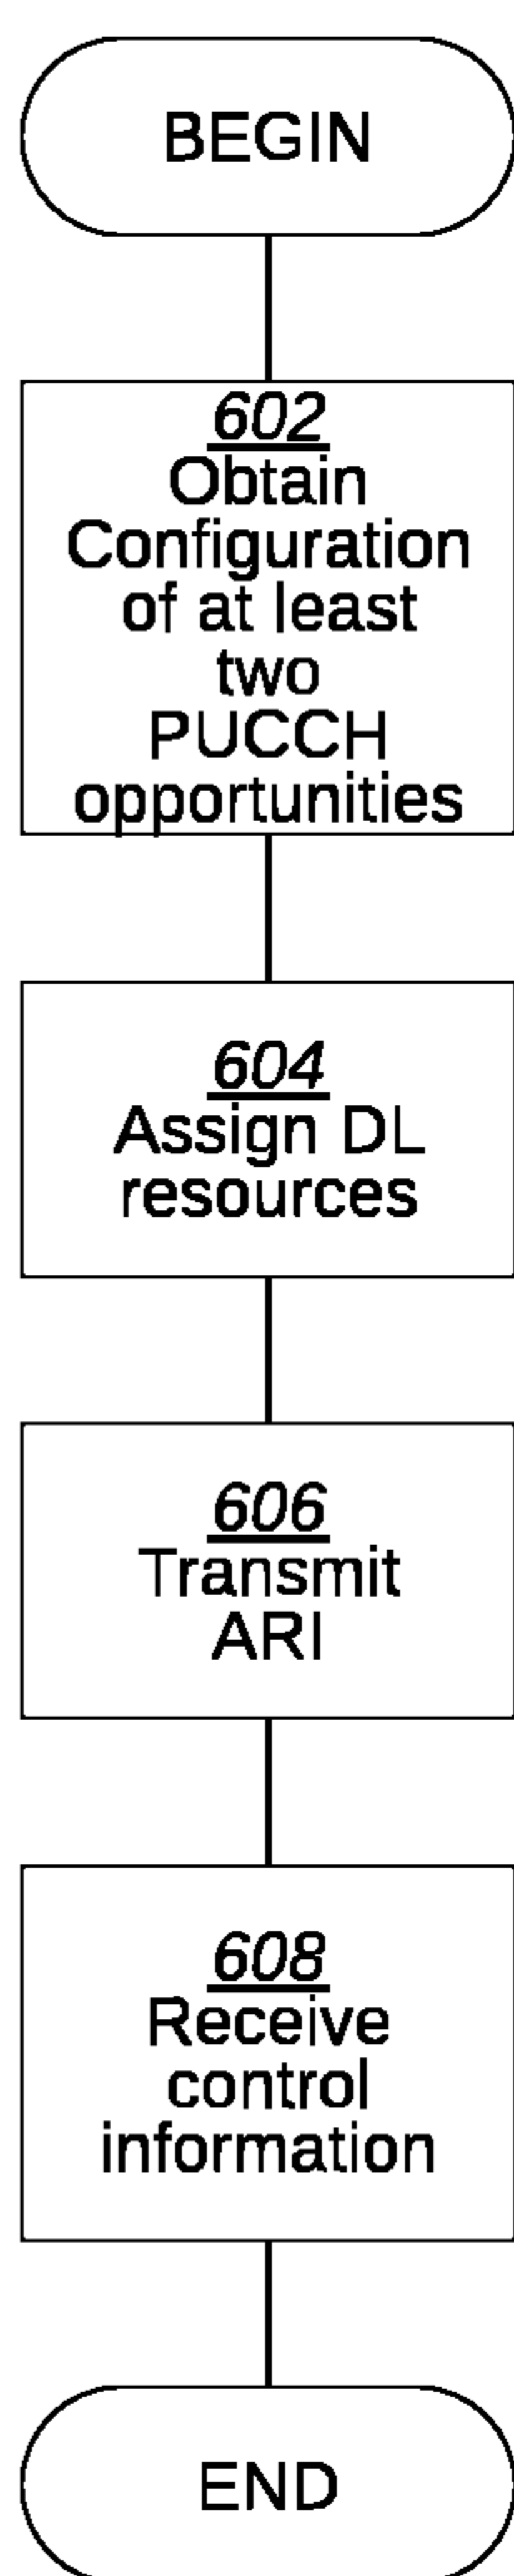 BEGIN
602
Obtain
Configuration
of at least
two
PUCCH
opportunities
604
Assign DL
resources
606
Transmit
ARI
608
Receive
control
information
END